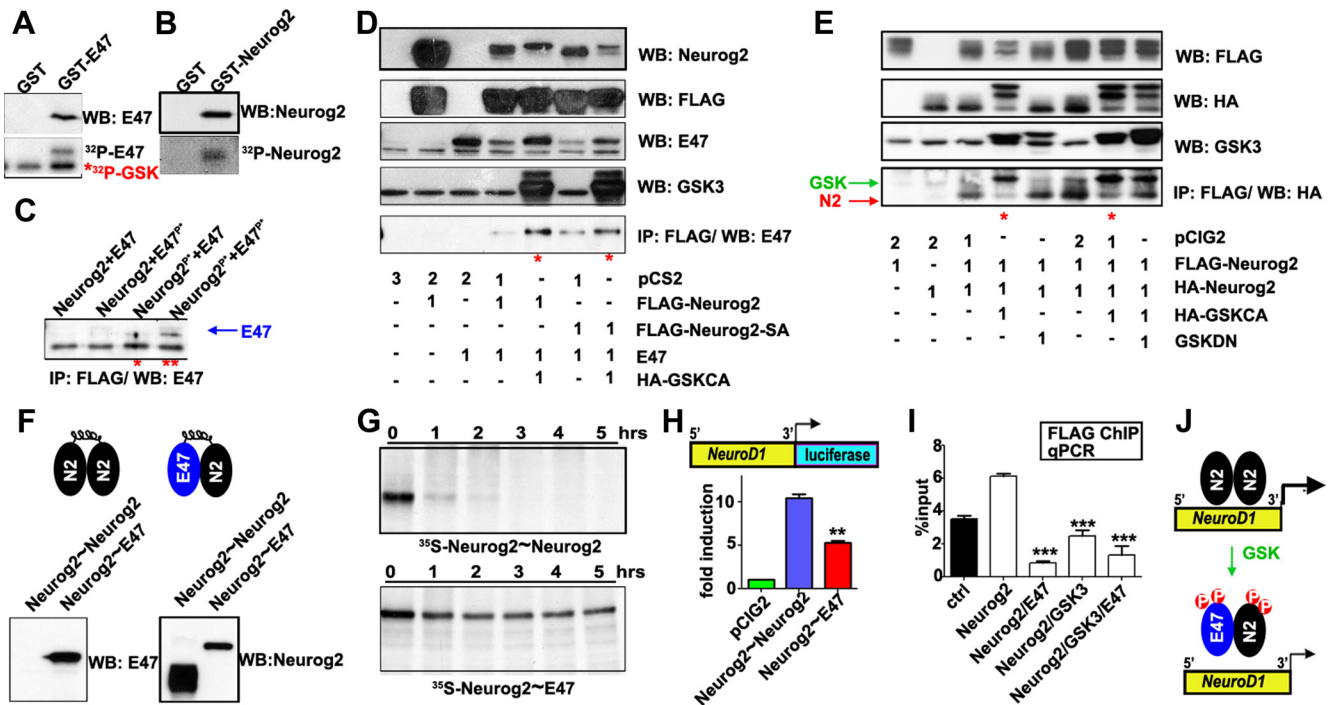 A
GST
GST-E47
WB: E47
32P-E47
*32P-GSK
B
GST
GST-Neurog2
WB:Neurog2
32P-Neurog2
C
Neurog2+E47
Neurog2+E47P*
Neurog2P*+E47
Neurog2P*+E47P*
E47
* **
IP: FLAG/ WB: E47
D
WB: Neurog2
WB: FLAG
WB: E47
WB: GSK3
IP: FLAG/ WB: E47
* *
3 2 2 1 - 1 - pCS2
- 1 - 1 1 - - FLAG-Neurog2
- - - - - 1 1 FLAG-Neurog2-SA
- - 1 1 1 1 1 E47
- - - - 1 - 1 HA-GSKCA
E
WB: FLAG
WB: HA
WB: GSK3
GSK
N2
IP: FLAG/ WB: HA
* *
2 2 1 - - 2 1 - pCIG2
1 - 1 1 1 1 1 1 FLAG-Neurog2
- 1 1 1 1 1 1 1 HA-Neurog2
- - - 1 - - 1 1 HA-GSKCA
- - - - 1 - - 1 GSKDN
F
N2 N2
E47 N2
Neurog2~Neurog2
Neurog2~E47
WB: E47
Neurog2~Neurog2
Neurog2~E47
WB:Neurog2
G
0 1 2 3 4 5 hrs
35S-Neurog2~Neurog2
0 1 2 3 4 5 hrs
35S-Neurog2~E47
H
5' 3'
NeuroD1 luciferase
fold induction
15
10
5
0
**
pCIG2
Neurog2~Neurog2
Neurog2~E47
I
FLAG ChIP
qPCR
%input
8
6
4
2
0
*** *** ***
ctrl
Neurog2
Neurog2/E47
Neurog2/GSK3
Neurog2/GSK3/E47
J
N2 N2
5' 3'
NeuroD1
GSK
P P P P
E47 N2
5' 3'
NeuroD1